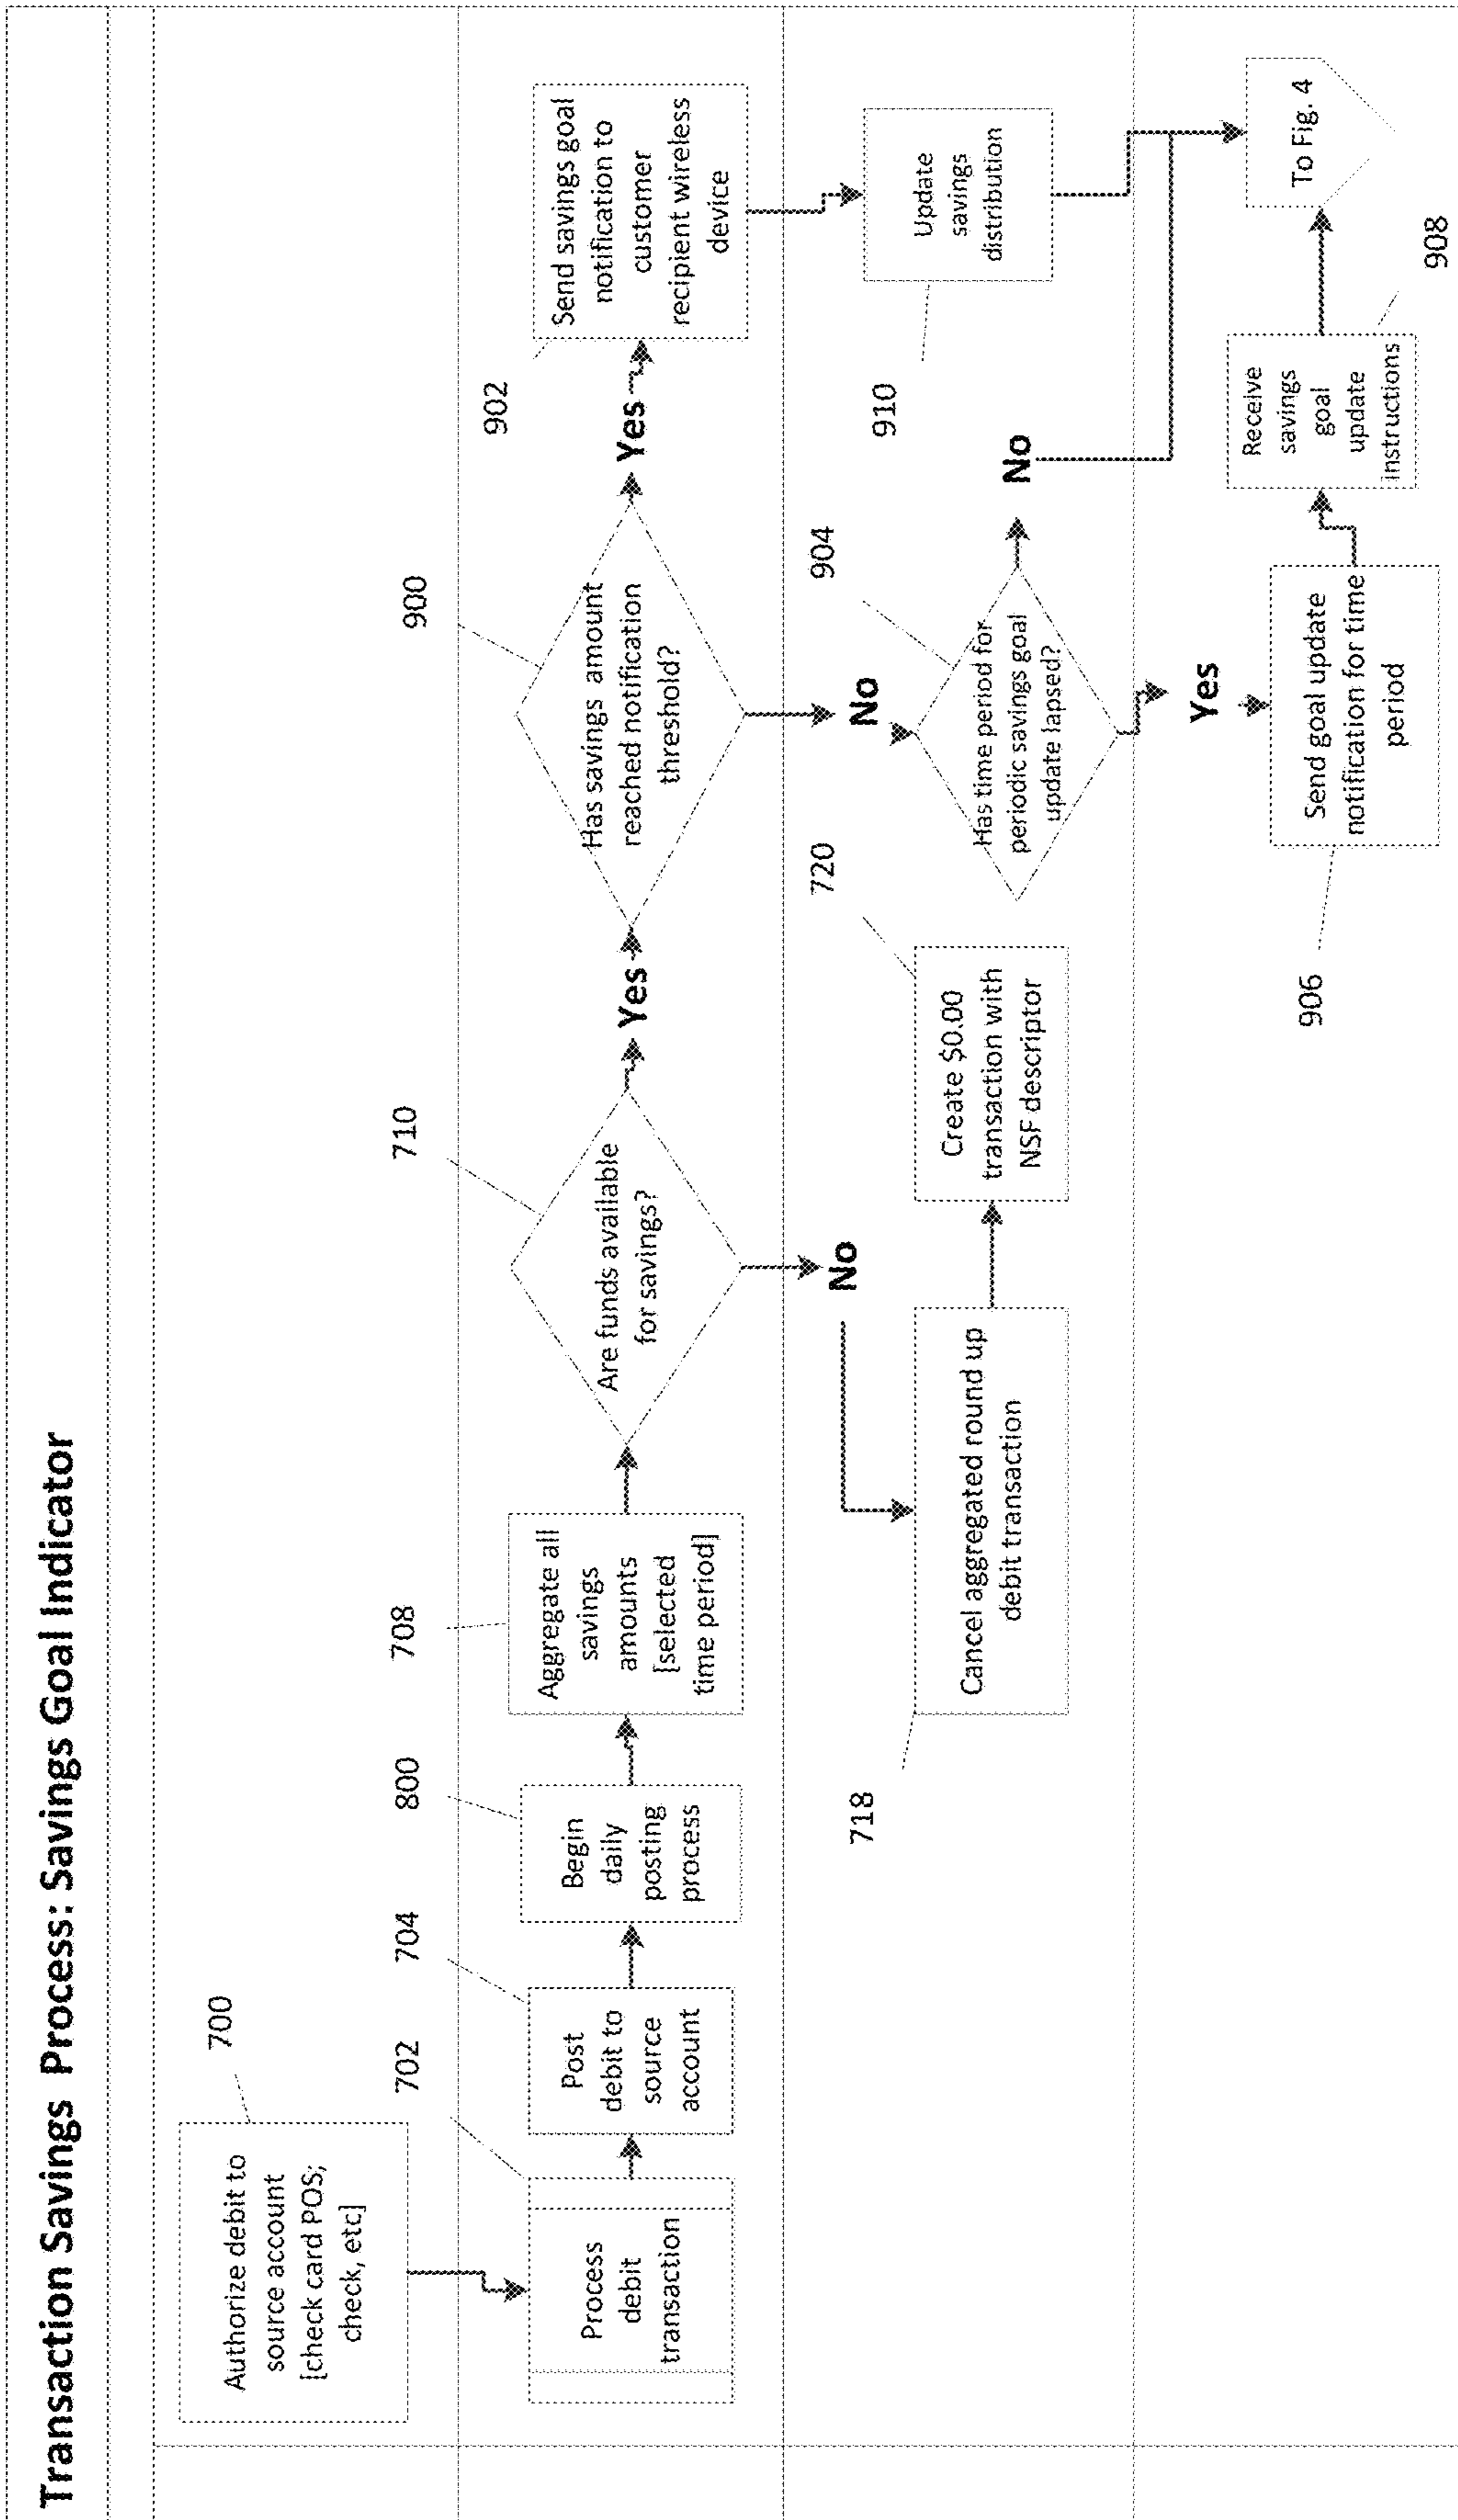 Transaction Savings Process: Savings Goal Indicator
700
Authorize debit to
source account
[check card POS;
check, etc]
702
Process
debit
transaction
704
Post
debit to
source
account
800
Begin
daily
posting
process
708
Aggregate all
savings
amounts
[selected
time period]
710
Are funds available
for savings?
Yes
900
Has savings amount
reached notification
threshold?
Yes
902
Send savings goal
notification to
customer
recipient wireless
device
No
718
Cancel aggregated round up
debit transaction
720
Create $0.00
transaction with
NSF descriptor
No
904
Has time period for
periodic savings goal
update lapsed?
No
910
Update
savings
distribution
Yes
906
Send goal update
notification for time
period
Receive
savings
goal
update
instructions
908
To Fig. 4